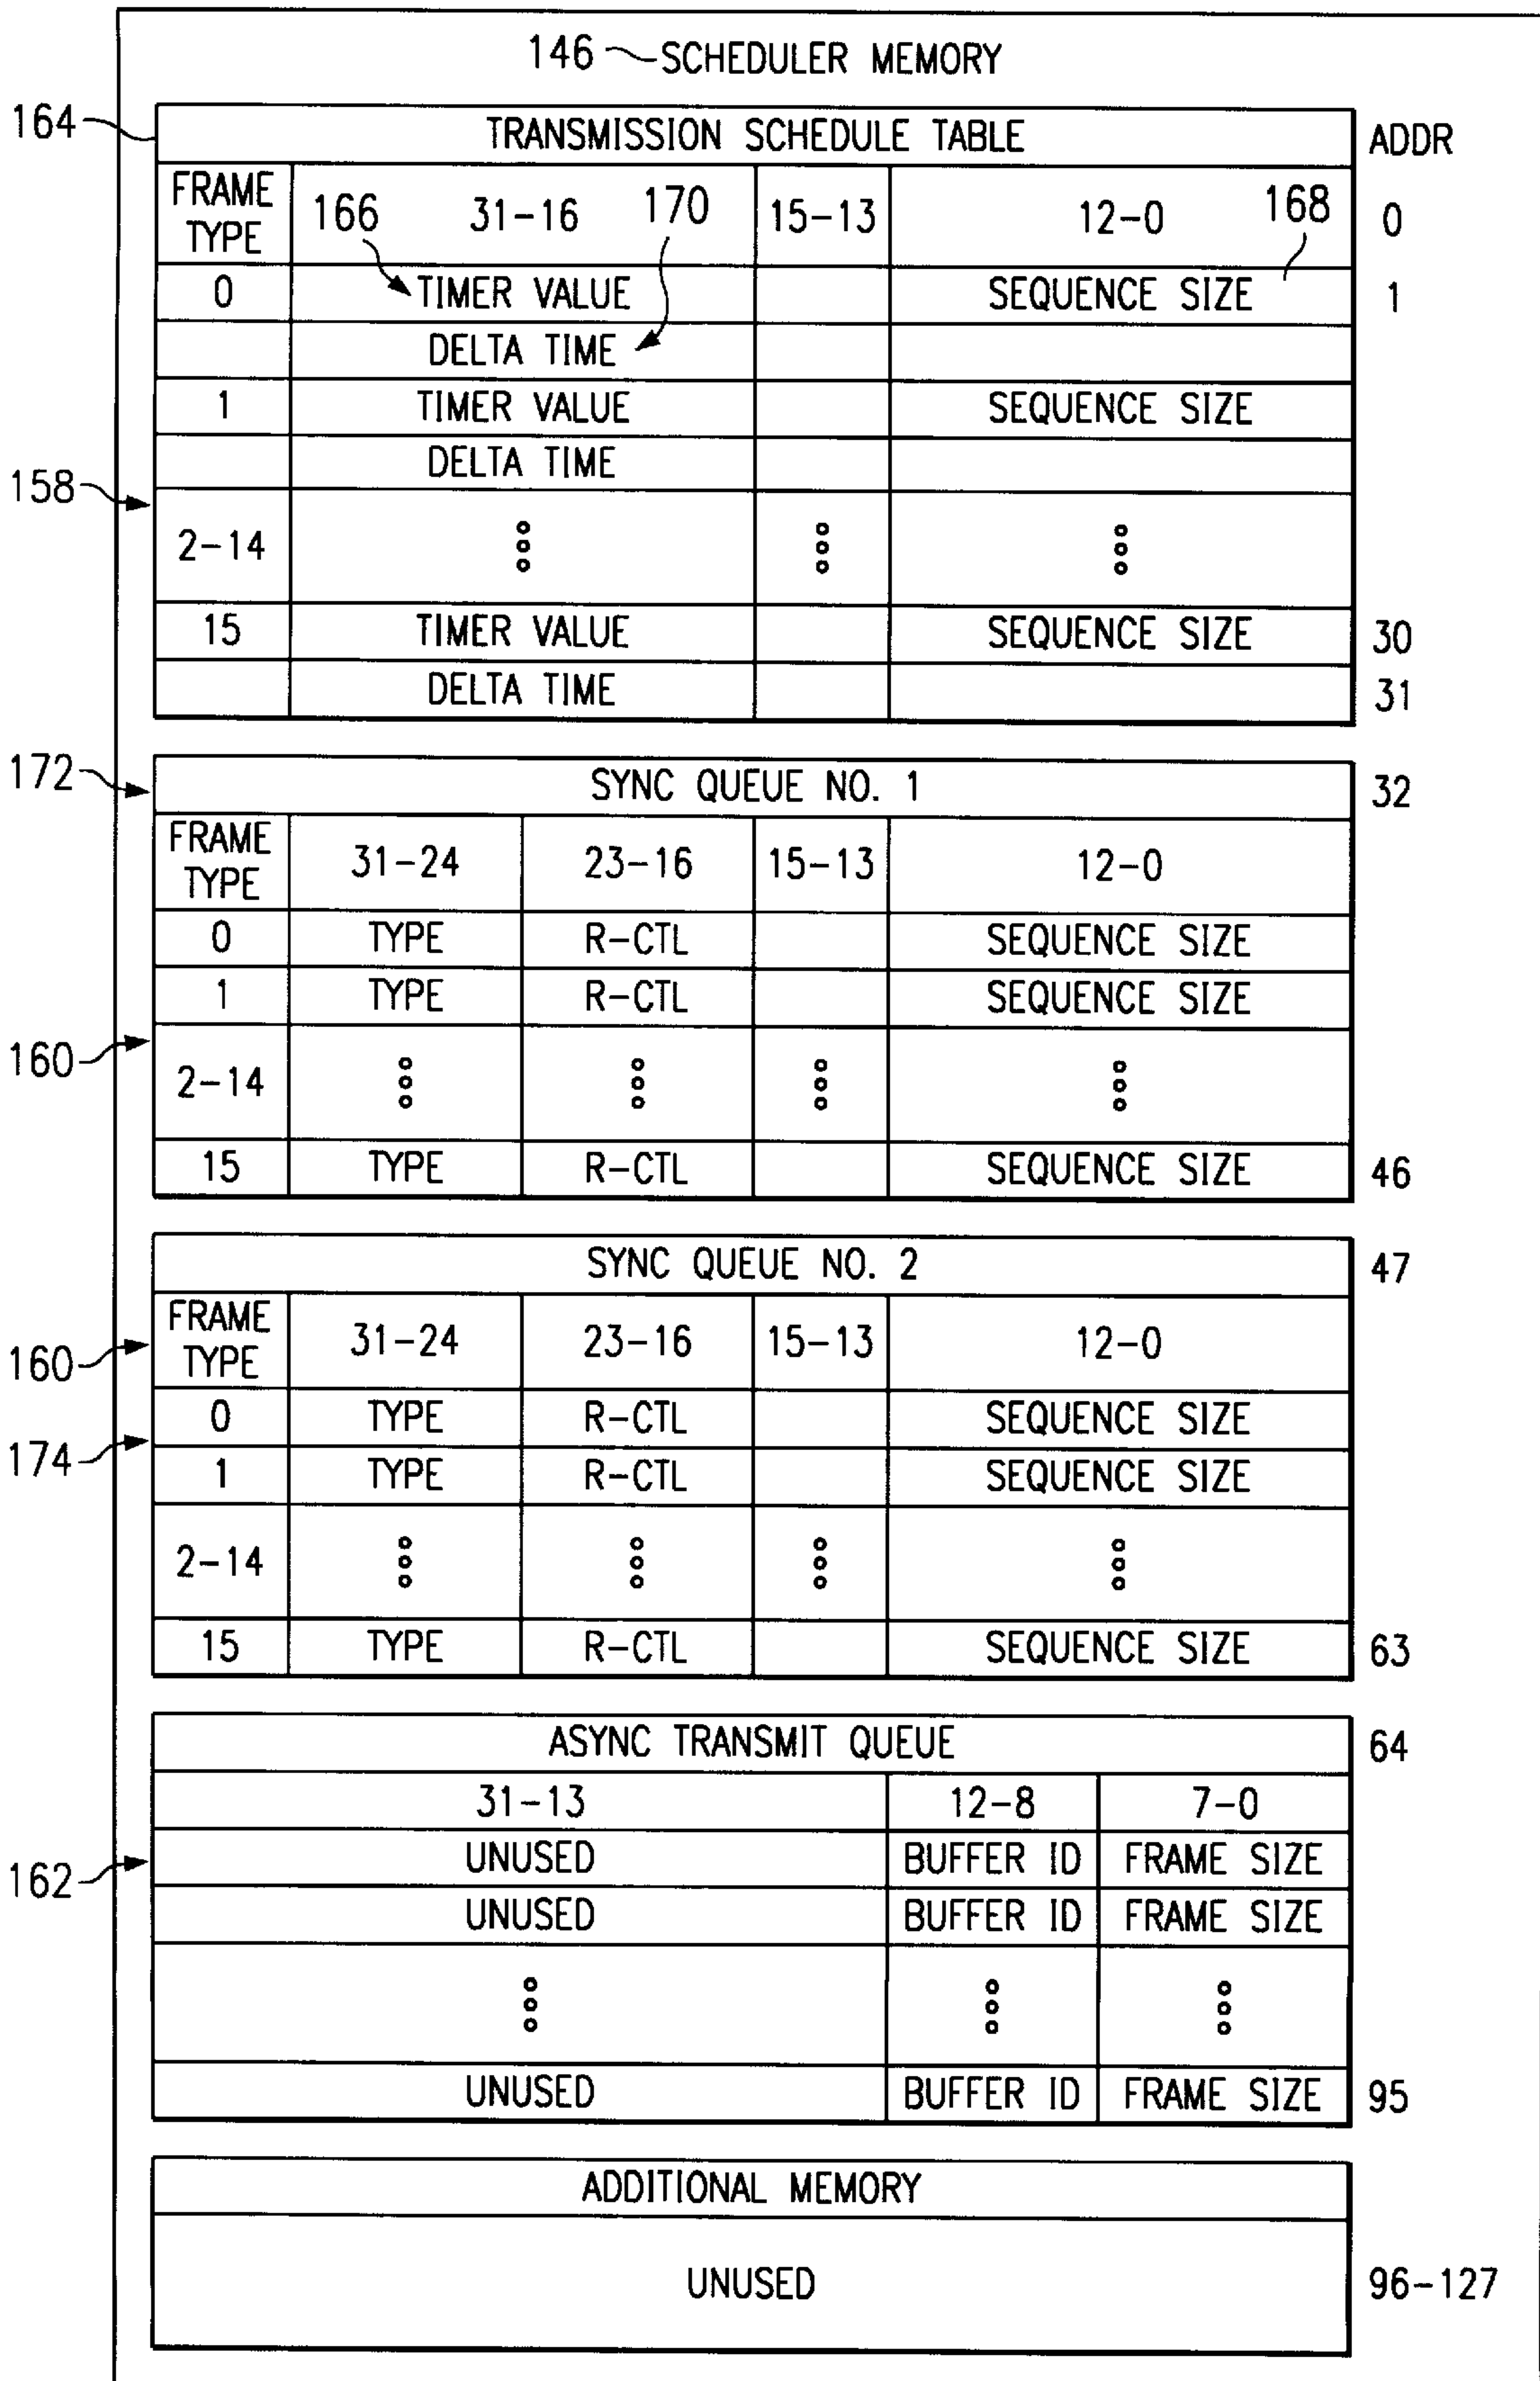 146 SCHEDULER MEMORY
164 TRANSMISSION SCHEDULE TABLE ADDR
FRAME TYPE 166 31-16 170 15-13 12-0 168 0
0 TIMER VALUE SEQUENCE SIZE 1
DELTA TIME
1 TIMER VALUE SEQUENCE SIZE
DELTA TIME
158
2-14
15 TIMER VALUE SEQUENCE SIZE 30
DELTA TIME 31
172 SYNC QUEUE NO. 1 32
FRAME TYPE 31-24 23-16 15-13 12-0
0 TYPE R-CTL SEQUENCE SIZE
1 TYPE R-CTL SEQUENCE SIZE
160
2-14
15 TYPE R-CTL SEQUENCE SIZE 46
SYNC QUEUE NO. 2 47
160 FRAME TYPE 31-24 23-16 15-13 12-0
0 TYPE R-CTL SEQUENCE SIZE
174
1 TYPE R-CTL SEQUENCE SIZE
2-14
15 TYPE R-CTL SEQUENCE SIZE 63
ASYNC TRANSMIT QUEUE 64
31-13 12-8 7-0
162 UNUSED BUFFER ID FRAME SIZE
UNUSED BUFFER ID FRAME SIZE
UNUSED BUFFER ID FRAME SIZE 95
ADDITIONAL MEMORY
UNUSED 96-127